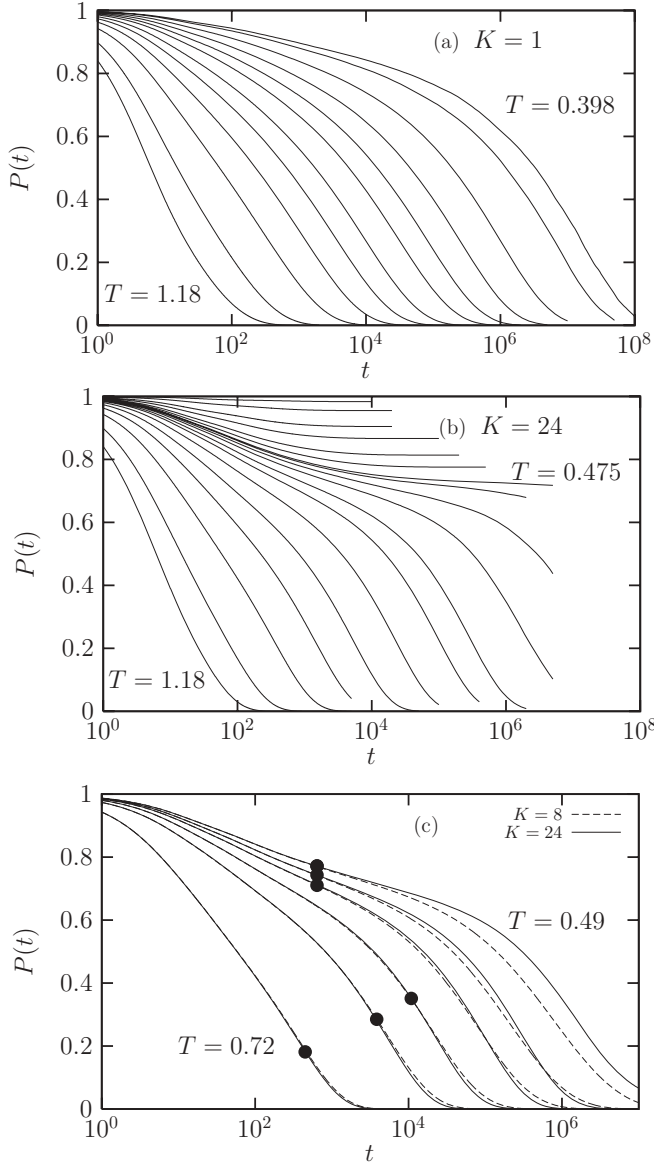 1
(a) K = 1
0.8
T = 0.398
0.6
P(t)
0.4
0.2
T = 1.18
0
10^0 10^2 10^4 10^6 10^8
t
1
(b) K = 24
0.8
T = 0.475
0.6
P(t)
0.4
0.2
T = 1.18
0
10^0 10^2 10^4 10^6 10^8
t
1
(c) K = 8
K = 24
0.8
T = 0.49
0.6
P(t)
0.4
0.2
T = 0.72
0
10^0 10^2 10^4 10^6
t